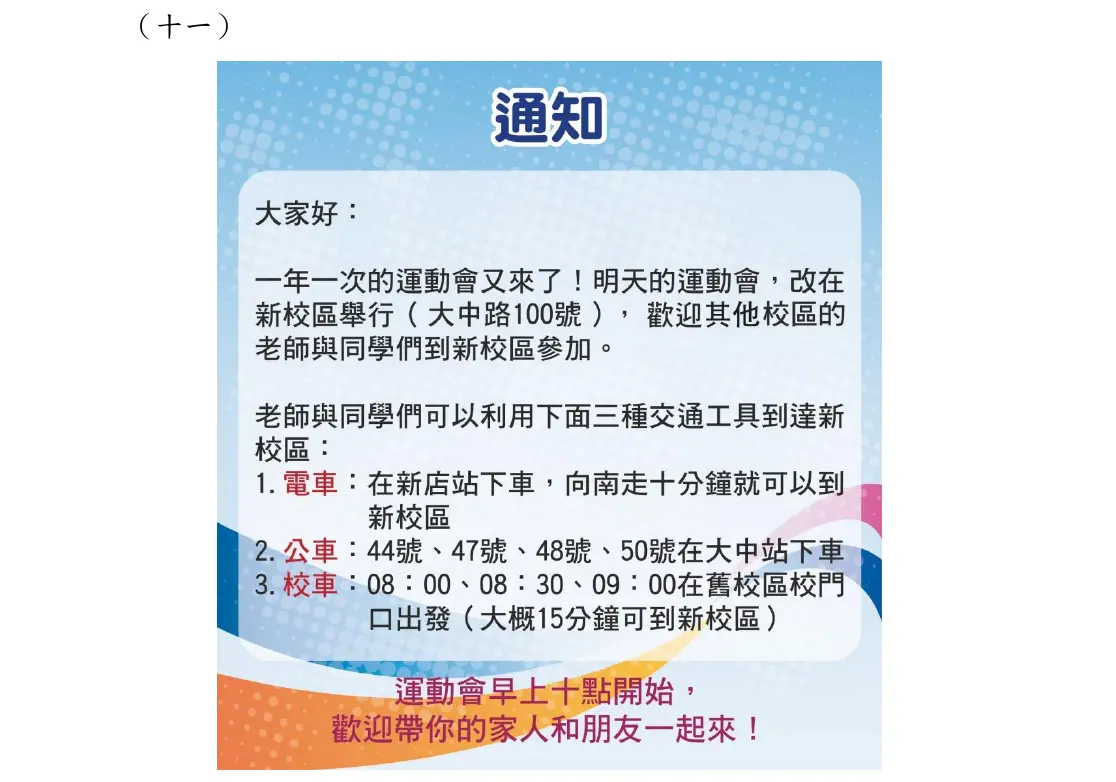 （十一）
通知
大家好：
一年一次的運動會又來了！明天的運動會，改在
新校區舉行（大中路100號），歡迎其他校區的
老師與同學們到新校區參加。
老師與同學們可以利用下面三種交通工具到達新
校區：
1. 電車：在新店站下車，向南走十分鐘就可以到
新校區
2. 公車：44號、47號、48號、50號在大中站下車
3. 校車：08：00、08：30、09：00在舊校區校門
口出發（大概15分鐘可到新校區）
運動會早上十點開始，
歡迎帶你的家人和朋友一起來！